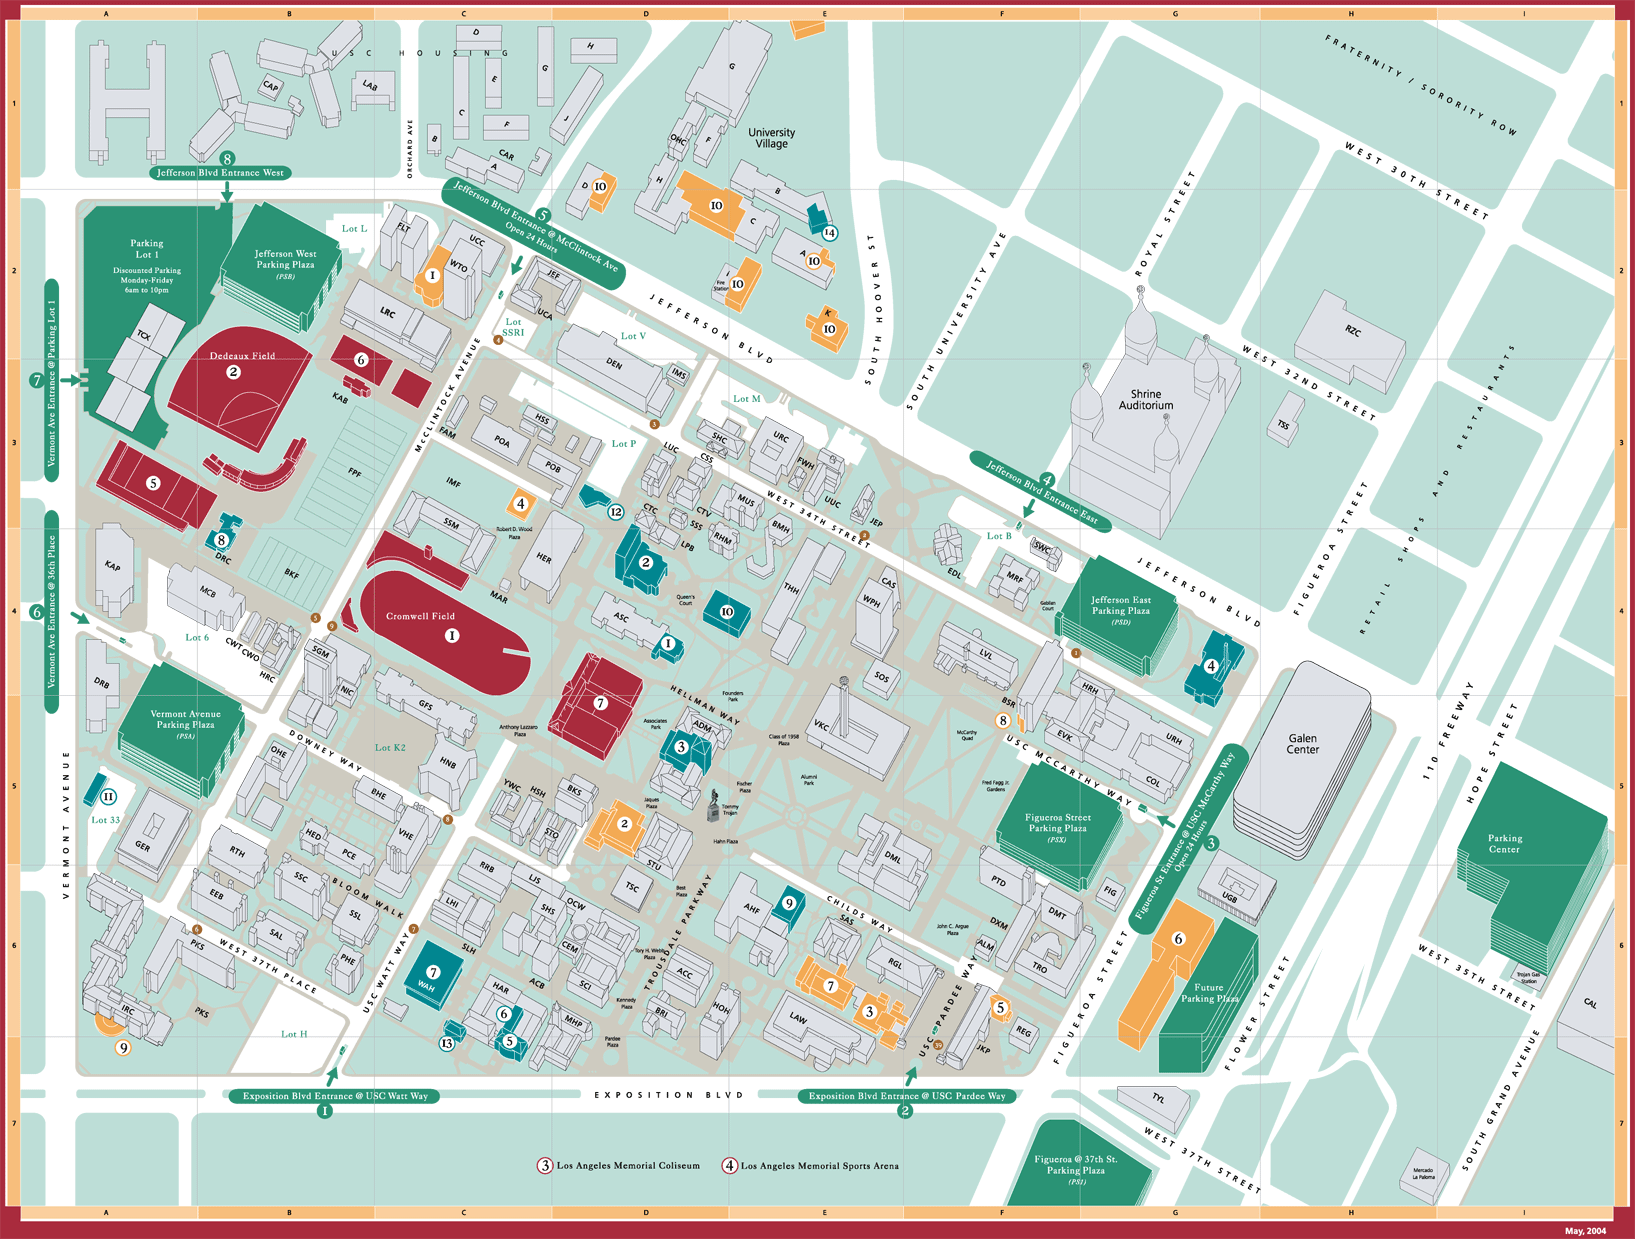 A B C D E F G H I
1
2
3
4
5
6
7
USC HOUSING
CAP
LAB
D
E
C
B
F
G
H
J
CAR
A
ORCHARD AVE
8
Jefferson Blvd Entrance West
G
OHC
F
H
University
Village
D
10
10
B
C
14
A
10
I
Fire
Station
10
K
10
FRATERNITY / SORORITY ROW
WEST 30TH STREET
ROYAL STREET
SOUTH HOOVER ST
SOUTH UNIVERSITY AVE
WEST 32ND STREET
RZC
TSS
RETAIL SHOPS AND RESTAURANTS
Shrine
Auditorium
5
Jefferson Blvd Entrance @ McClintock Ave
Open 24 Hours
JEFFERSON BLVD
Parking
Lot 1
Discounted Parking
Monday-Friday
6am to 10pm
TCX
Jefferson West
Parking Plaza
(PSB)
Lot L
FLT
UCC
WTO
1
LRC
JEF
UCA
Lot
SSRI
4
Lot V
DEN
IMS
Lot M
7
Vermont Ave Entrance @ Parking Lot 1
Dedeaux Field
2
6
KAB
McCLINTOCK AVENUE
FAM
POA
HSS
POB
Lot P
3
LUC
SHC
CSS
URC
FWH
UUC
JEP
WEST 34TH STREET
5
FPF
IMF
4
Robert D. Wood
Plaza
12
SSM
HER
CTC
SSS
CTV
MUS
BMH
RHM
LPB
2
4
Jefferson Blvd Entrance East
Lot B
SWC
EDL
MRF
Gabilan
Court
Jefferson East
Parking Plaza
(PSD)
JEFFERSON BLVD
FIGUEROA STREET
KAP
8
DRC
MCB
BKF
Lot 6
CWT
CWO
HRC
5
9
SGM
NIC
Cromwell Field
1
MAR
ASC
1
Queen's
Court
10
THH
CAS
WPH
SOS
LVL
1
4
6
Vermont Ave Entrance @ 36th Place
DRB
Vermont Avenue
Parking Plaza
(PSA)
DOWNEY WAY
GFS
Lot K2
HNB
Anthony Lazzaro
Plaza
7
HELLMAN WAY
Founders
Park
Associates
Park
ADM
3
VKC
Class of 1958
Plaza
BSR
8
McCarthy
Quad
HRH
EVK
URH
COL
USC McCARTHY WAY
Galen
Center
110 FREEWAY
HOPE STREET
VERMONT AVENUE
11
Lot 33
GER
OHE
BHE
8
VHE
HED
PCE
RTH
YWC
HSH
BKS
STO
2
STU
Jaques
Plaza
Fischer
Plaza
Tommy
Trojan
Hahn Plaza
Alumni
Park
Fred Fagg Jr.
Gardens
Figueroa Street
Parking Plaza
(PSX)
3
Figueroa St Entrance @ USC McCarthy Way
Open 24 Hours
Parking
Center
DML
EEB
SSC
BLOOM WALK
SSL
SAL
PHE
7
RRB
LJS
LHI
SHS
OCW
CEM
SCI
TSC
Best
Plaza
Tory H. Webb
Plaza
TROUSDALE PARKWAY
AHF
9
CHILDS WAY
SAS
RGL
John C. Argue
Plaza
PTD
DXM
ALM
DMT
TRO
FIG
UGB
6
Future
Parking Plaza
FLOWER STREET
WEST 35TH STREET
Trojan Gas
Station
CAL
6
PKS
WEST 37TH PLACE
PKS
IRC
9
USC WATT WAY
SLH
7
WAH
HAR
6
5
13
ACB
MHP
Kennedy
Plaza
Pardee
Plaza
ACC
BRI
HOH
LAW
7
3
USC PARDEE WAY
39
5
REG
JKP
FIGUEROA STREET
Lot H
Exposition Blvd Entrance @ USC Watt Way
1
EXPOSITION BLVD
Exposition Blvd Entrance @ USC Pardee Way
2
TYL
WEST 37TH STREET
SOUTH GRAND AVENUE
Mercado
La Paloma
Figueroa @ 37th St.
Parking Plaza
(PS1)
3 Los Angeles Memorial Coliseum
4 Los Angeles Memorial Sports Arena
A B C D E F G H I
May, 2004